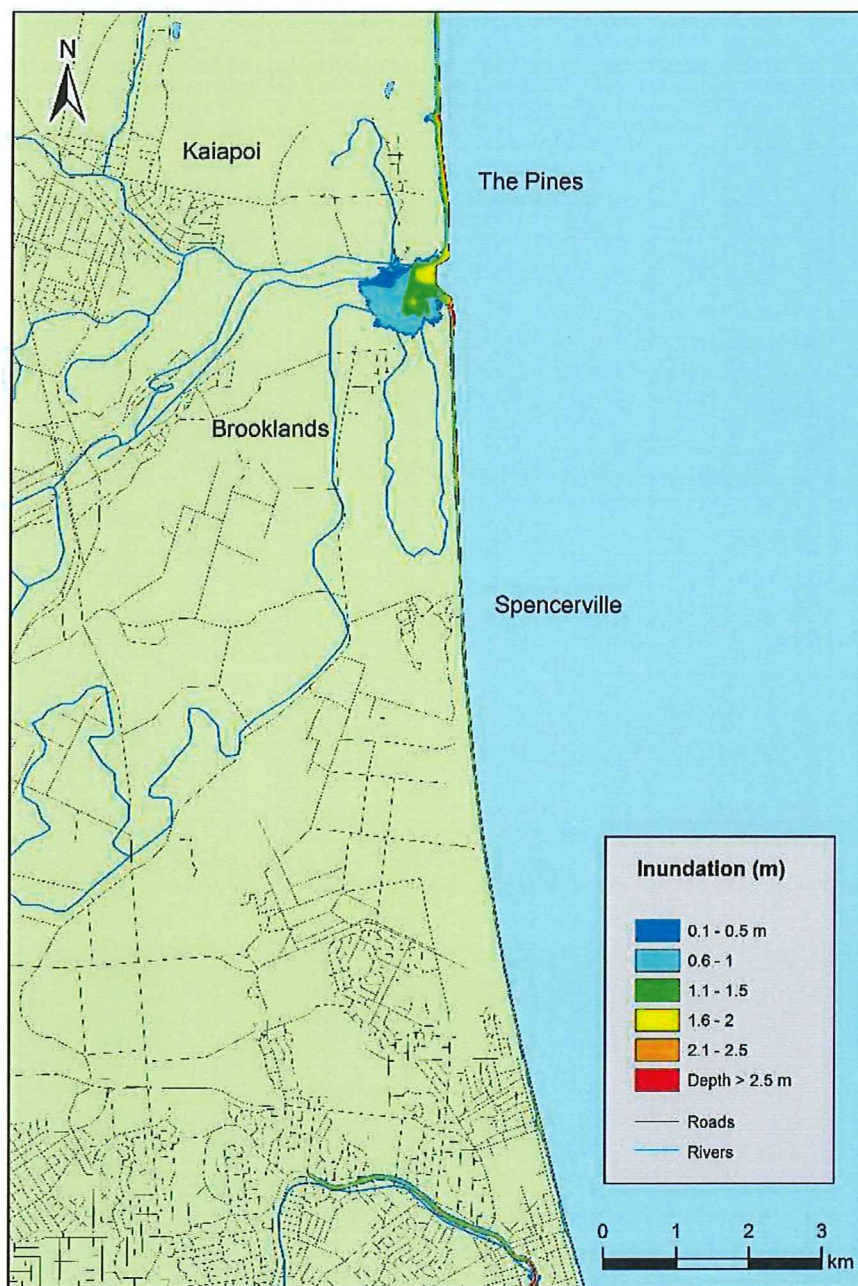 N
Kaiapoi
The Pines
Brooklands
Spencerville
Inundation (m)
0.1 - 0.5 m
0.6 - 1
1.1 - 1.5
1.6 - 2
2.1 - 2.5
Depth > 2.5 m
Roads
Rivers
0 1 2 3
km